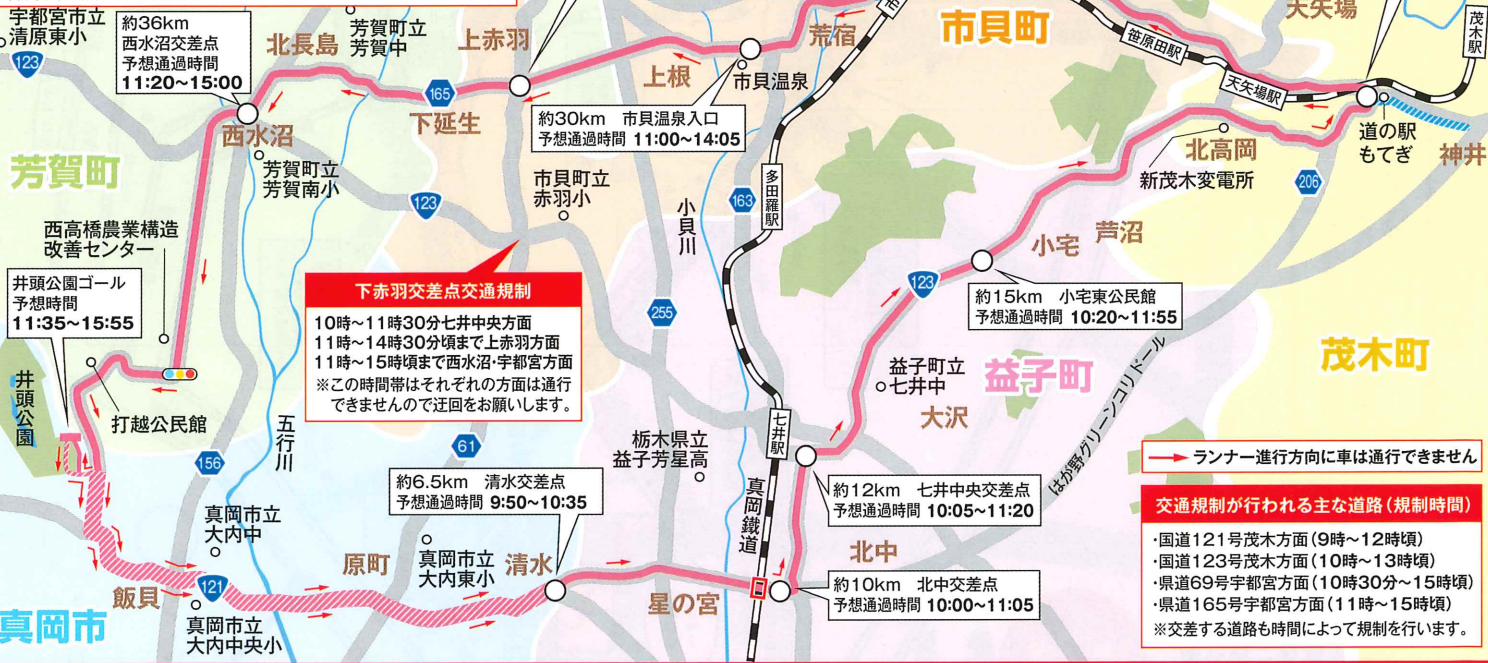 宇都宮市立
清原東小
123
約36km
西水沼交差点
予想通過時間
11:20~15:00
北長島
芳賀町立
芳賀中
上赤羽
荒宿
市貝町
天矢場
茂木駅
笹原田駅
天矢場駅
上根
市貝温泉
165
下延生
約30km 市貝温泉入口
予想通過時間 11:00~14:05
西水沼
芳賀町
芳賀町立
芳賀南小
123
市貝町立
赤羽小
小貝川
163
多田羅駅
道の駅
もてぎ
神井
北高岡
新茂木変電所
206
西高橋農業構造
改善センター
井頭公園ゴール
予想時間
11:35~15:55
下赤羽交差点交通規制
10時~11時30分七井中央方面
11時~14時30分頃まで上赤羽方面
11時~15時頃まで西水沼・宇都宮方面
※この時間帯はそれぞれの方面は通行
できませんので迂回をお願いします。
255
小宅
芦沼
123
約15km 小宅東公民館
予想通過時間 10:20~11:55
益子町立
七井中
益子町
大沢
茂木町
はが野グリーンコリドール
井頭公園
打越公民館
五行川
156
61
栃木県立
益子芳星高
七井駅
真岡鐵道
約6.5km 清水交差点
予想通過時間 9:50~10:35
約12km 七井中央交差点
予想通過時間 10:05~11:20
ランナー進行方向に車は通行できません
交通規制が行われる主な道路(規制時間)
・国道121号茂木方面(9時~12時頃)
・国道123号茂木方面(10時~13時頃)
・県道69号宇都宮方面(10時30分~15時頃)
・県道165号宇都宮方面(11時~15時頃)
※交差する道路も時間によって規制を行います。
真岡市立
大内中
原町
真岡市立
大内東小
清水
北中
約10km 北中交差点
予想通過時間 10:00~11:05
星の宮
飯貝
121
真岡市
真岡市立
大内中央小